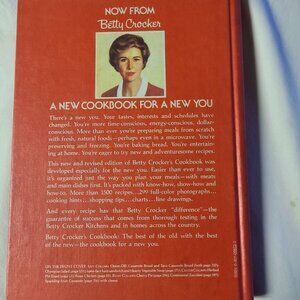 NOW FROM
Betty Crocker
A NEW COOKBOOK FOR A NEW YOU
There's a new you. Your tastes, interests and schedules have
changed. You're more time-conscious, energy-conscious, dollar-
conscious. More than ever you're preparing meals from scratch
with fresh, natural foods—perhaps even in a microwave. You're
preserving and freezing. You're baking bread. You're entertain-
ing at home. You're eager to try new and adventuresome recipes.
This new and revised edition of Betty Crocker's Cookbook was
developed especially for the new you. Easier than ever to use,
it's organized just the way you plan your meals—with meats
and main dishes first. It's packed with know-how, show-how and
how-to. More than 1500 recipes...299 full-color photographs...
cooking hints...shopping tips...charts...line drawings.
And every recipe has that Betty Crocker "difference"—the
guarantee of success that comes from thorough testing in the
Betty Crocker Kitchens and in homes across the country.
Betty Crocker's Cookbook: The best of the old with the best
of the new—the cookbook for a new you.
ON THE FRONT COVER: